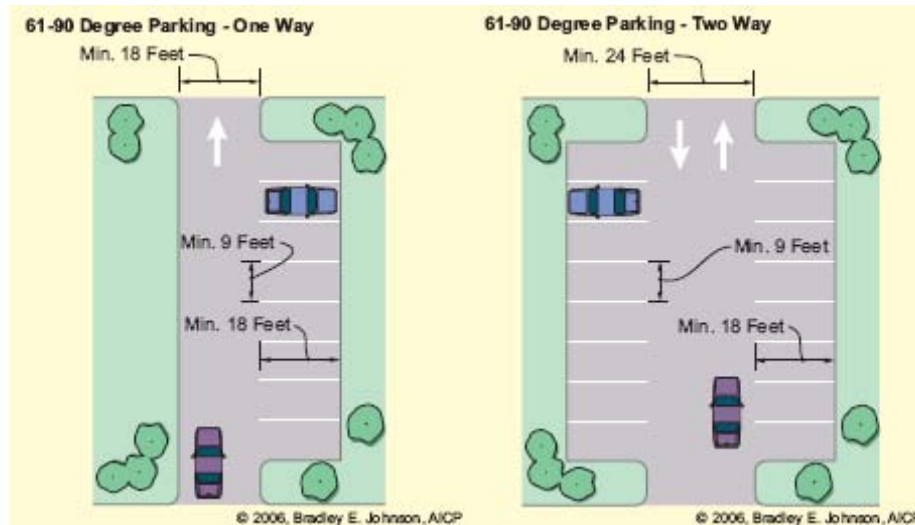 61-90 Degree Parking - One Way
Min. 18 Feet
Min. 9 Feet
Min. 18 Feet
© 2006, Bradley E. Johnson, AICP
61-90 Degree Parking - Two Way
Min. 24 Feet
Min. 9 Feet
Min. 18 Feet
© 2006, Bradley E. Johnson, AICP